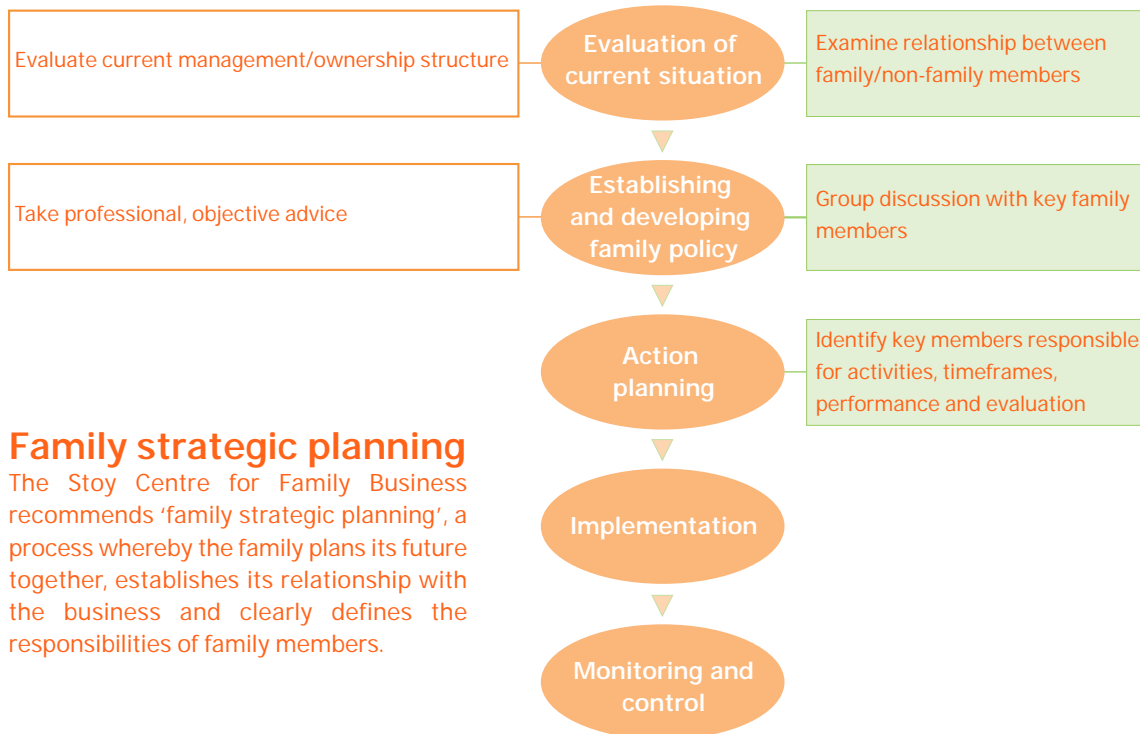 Evaluate current management/ownership structure
Evaluation of
current situation
Examine relationship between
family/non-family members
Take professional, objective advice
Establishing
and developing
family policy
Group discussion with key family
members
Action
planning
Identify key members responsible
for activities, timeframes,
performance and evaluation
Family strategic planning
The Stoy Centre for Family Business
recommends ‘family strategic planning’, a
process whereby the family plans its future
together, establishes its relationship with
the business and clearly defines the
responsibilities of family members.
Implementation
Monitoring and
control